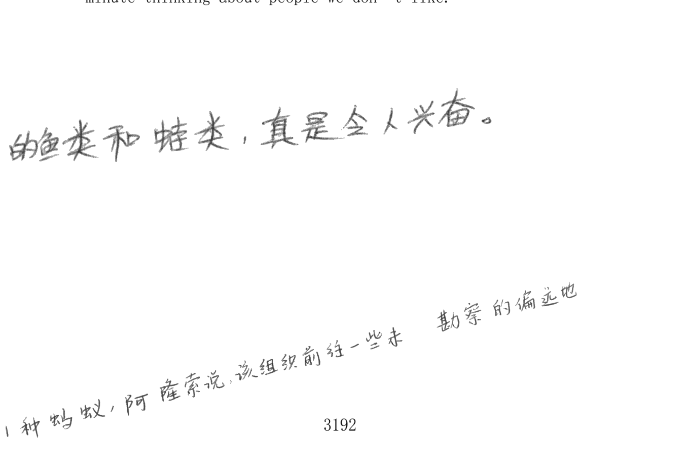 minute thinking about people we don't like.
的鱼类和蛙类,真是令人兴奋。
1种蚂蚁,阿隆索说,该组织前往一些未 勘察的偏远地
3192